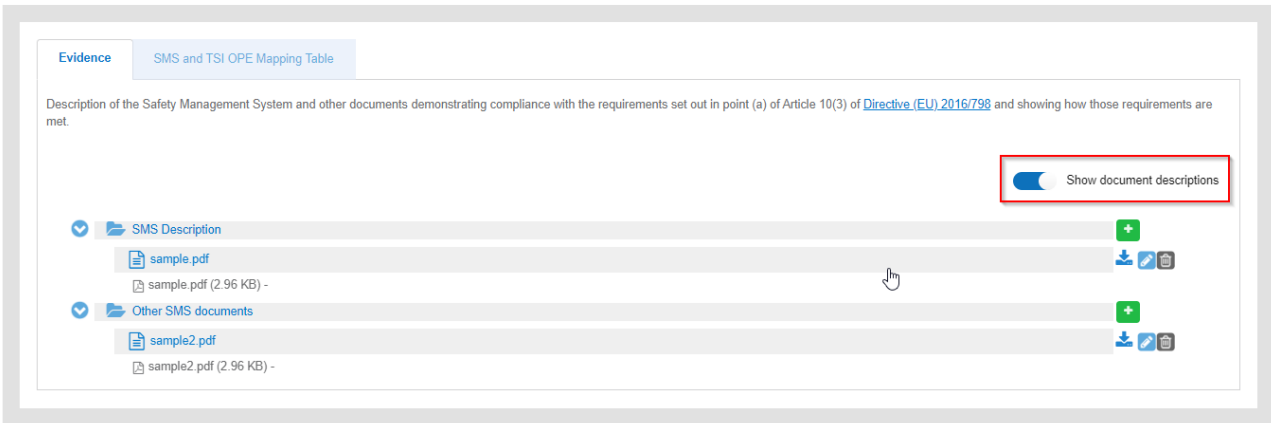 Evidence
SMS and TSI OPE Mapping Table
Description of the Safety Management System and other documents demonstrating compliance with the requirements set out in point (a) of Article 10(3) of Directive (EU) 2016/798 and showing how those requirements are
met.
Show document descriptions
SMS Description
sample.pdf
sample.pdf (2.96 KB) -
Other SMS documents
sample2.pdf
sample2.pdf (2.96 KB) -